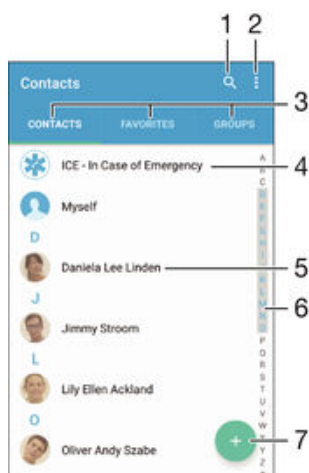 1 2
Contacts
3
CONTACTS FAVORITES GROUPS
ICE - In Case of Emergency 4
Myself
D
Daniela Lee Linden 5
J
Jimmy Stroom
6
L
Lily Ellen Ackland
O
Oliver Andy Szabe
+ 7
A
P
Q
R
S
T
U
V
W